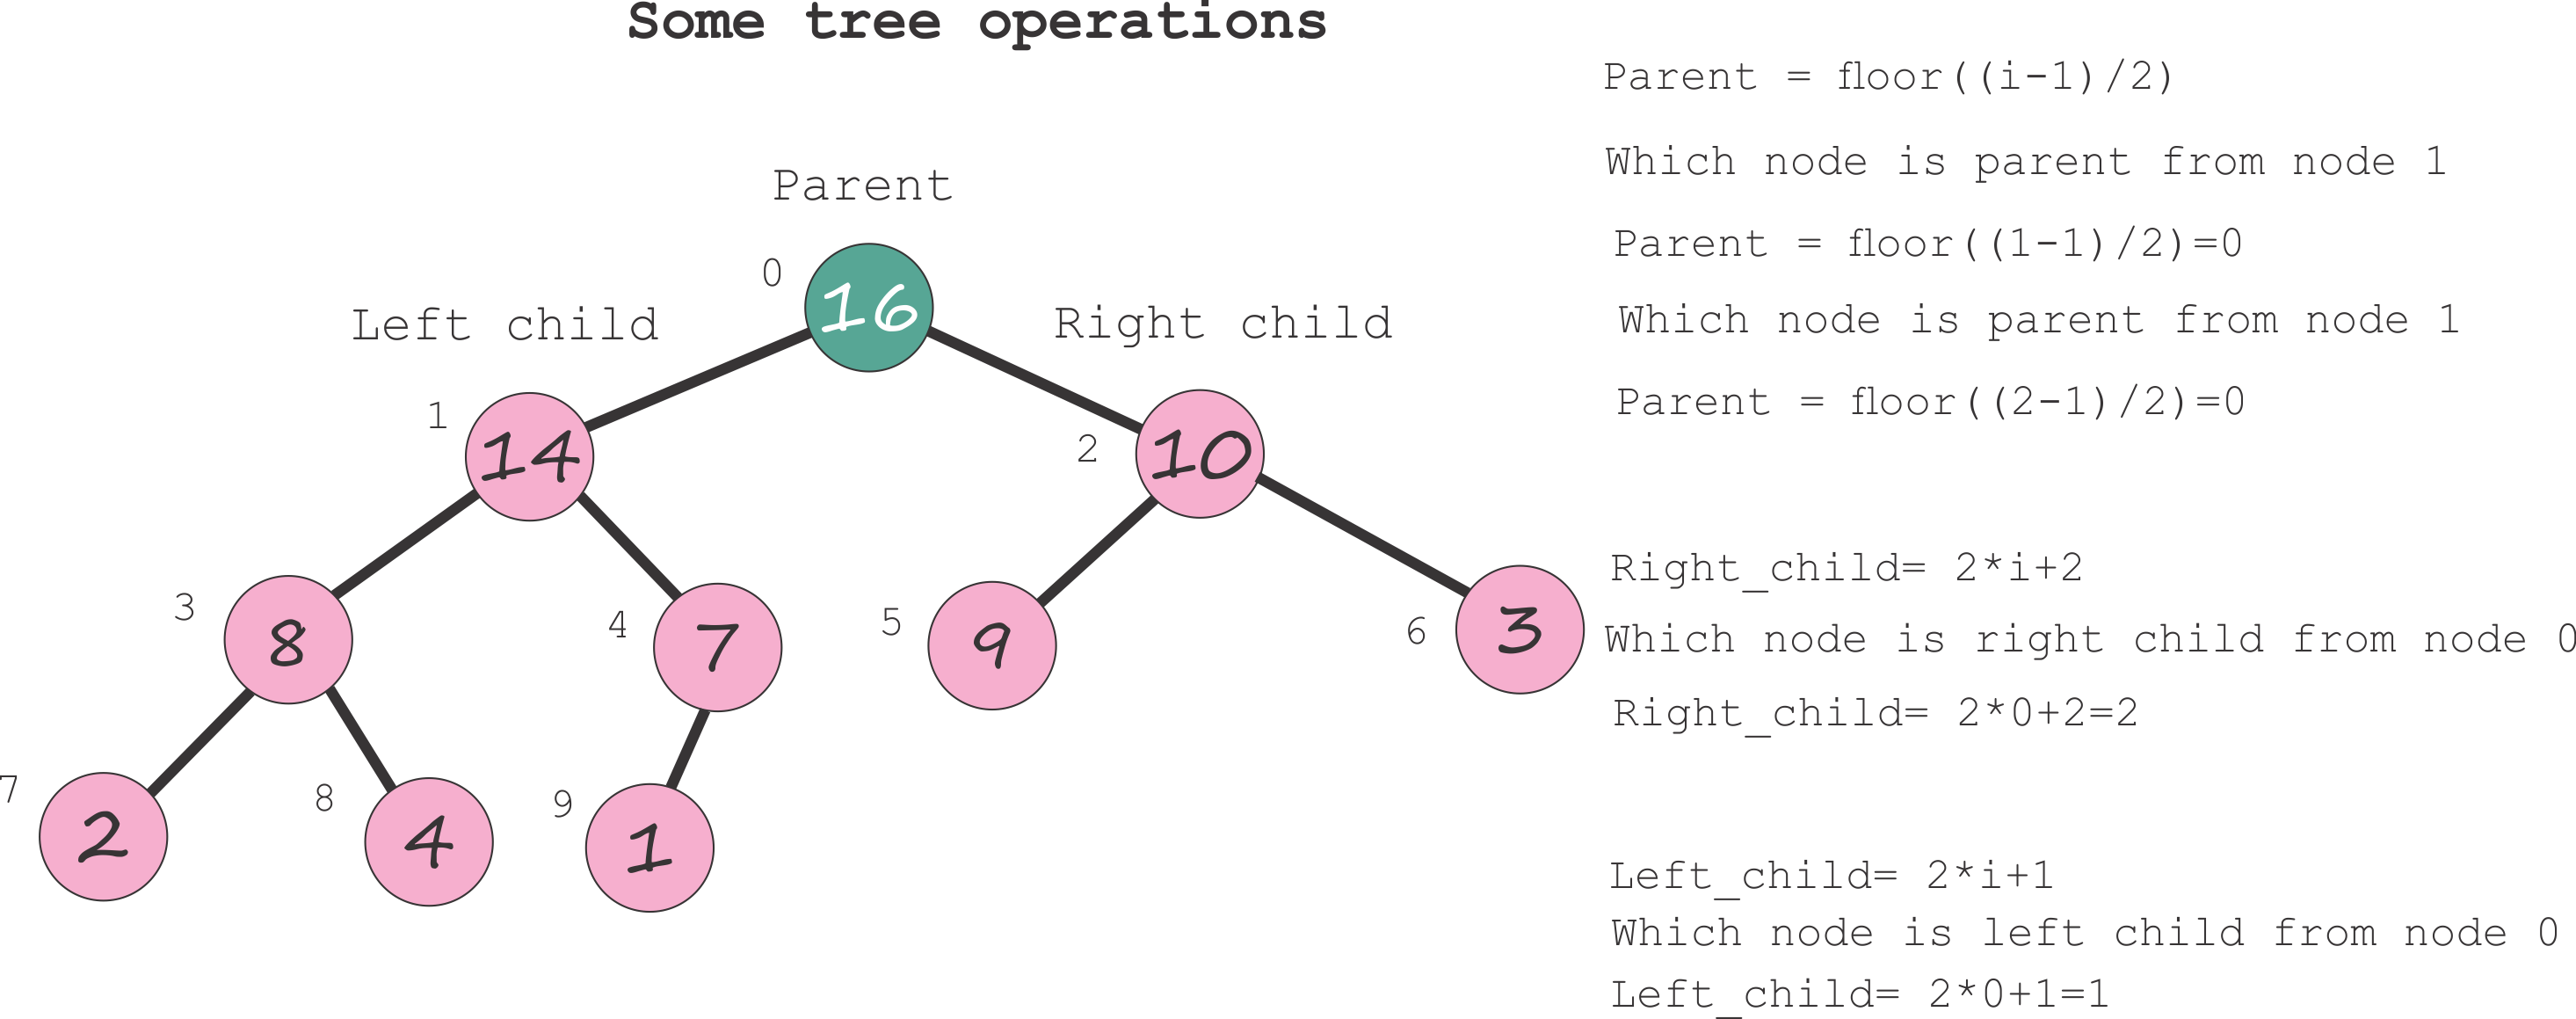 Some tree operations
Parent
0
16
Left child
Right child
1
14
2
10
3
8
4
7
5
9
6
3
7
2
8
4
9
1
Parent = floor((i-1)/2)
Which node is parent from node 1
Parent = floor((1-1)/2)=0
Which node is parent from node 1
Parent = floor((2-1)/2)=0
Right_child= 2*i+2
Which node is right child from node 0
Right_child= 2*0+2=2
Left_child= 2*i+1
Which node is left child from node 0
Left_child= 2*0+1=1